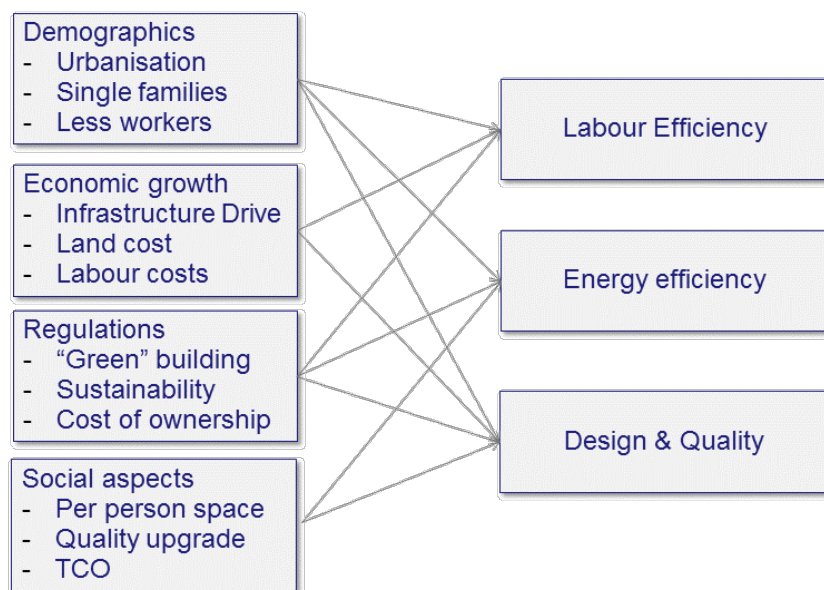 Demographics
- Urbanisation
- Single families
- Less workers
Economic growth
- Infrastructure Drive
- Land cost
- Labour costs
Regulations
- “Green” building
- Sustainability
- Cost of ownership
Social aspects
- Per person space
- Quality upgrade
- TCO
Labour Efficiency
Energy efficiency
Design & Quality